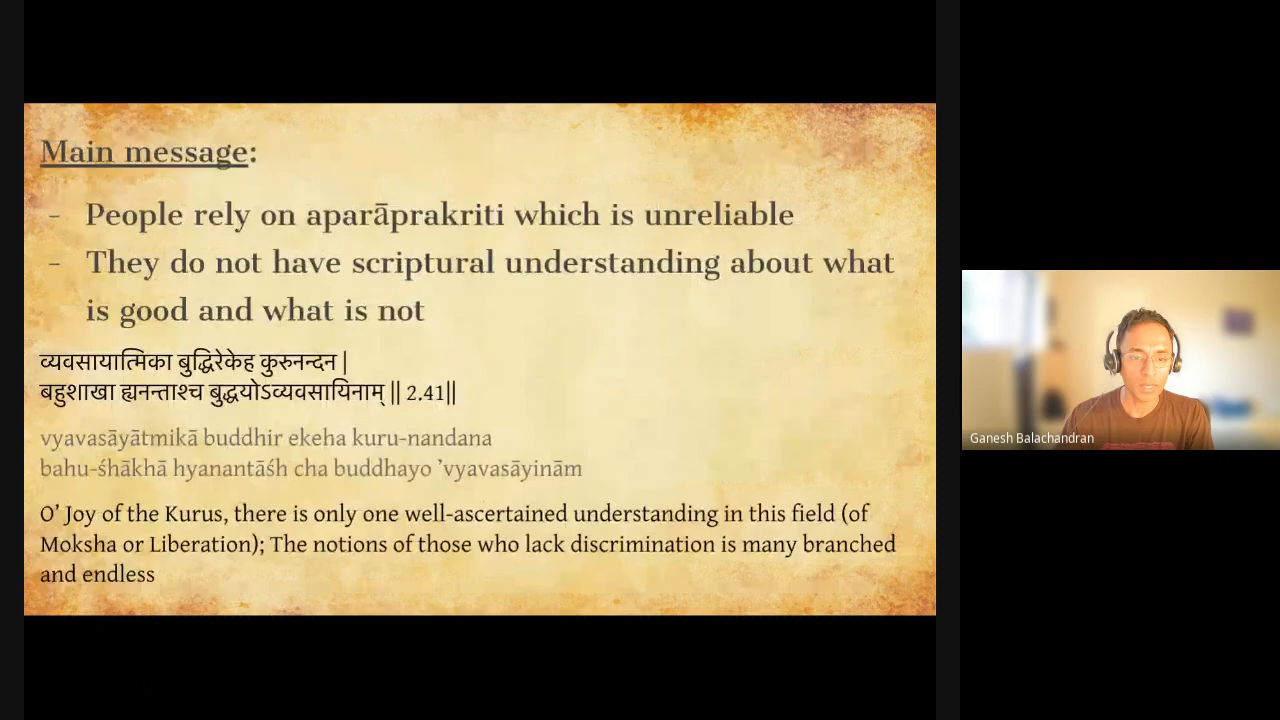 Main message:
- People rely on aparāprakriti which is unreliable
- They do not have scriptural understanding about what
is good and what is not
व्यवसायात्मिका बुद्धिरेकेह कुरुनन्दन |
बहुशाखा ह्यनन्ताश्च बुद्धयोऽव्यवसायिनाम् || 2.41||
vyavasāyātmikā buddhir ekeha kuru-nandana
bahu-śhākhā hyanantāśh cha buddhayo ’vyavasāyinām
O’ Joy of the Kurus, there is only one well-ascertained understanding in this field (of
Moksha or Liberation); The notions of those who lack discrimination is many branched
and endless
Ganesh Balachandran